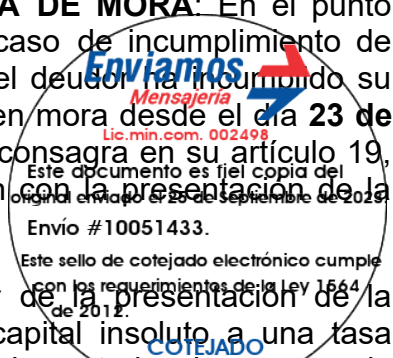 A DE MORA: En el punto
caso de incumplimiento de
Enviamos
el deudor ha incumplido su
Mensajería
en mora desde el día 23 de
Lic.min.com. 002498
consagra en su artículo 19,
Este documento es fiel copia del
n con la presentación de la
original enviado el 25 de Septiembre de 2023.
Envío #10051433.
Este sello de cotejado electrónico cumple
con los requerimientos de la Ley 1564
de la presentación de la
de 2012.
capital insoluto a una tasa
COTEJADO